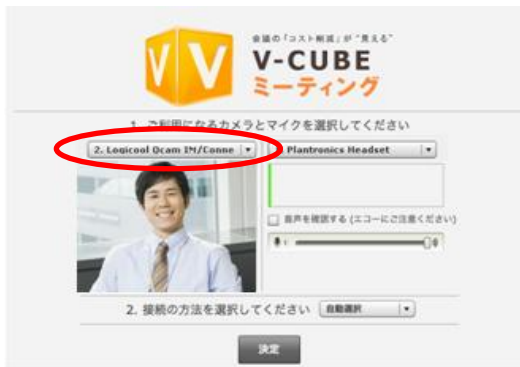 会議の「コスト削減」が"見える"
V-CUBE
ミーティング
1. ご利用になるカメラとマイクを選択してください
2. Logicool Qcam IM/Conne
Plantronics Headset
音声を確認する (エコーにご注意ください)
2. 接続の方法を選択してください
自動選択
決定